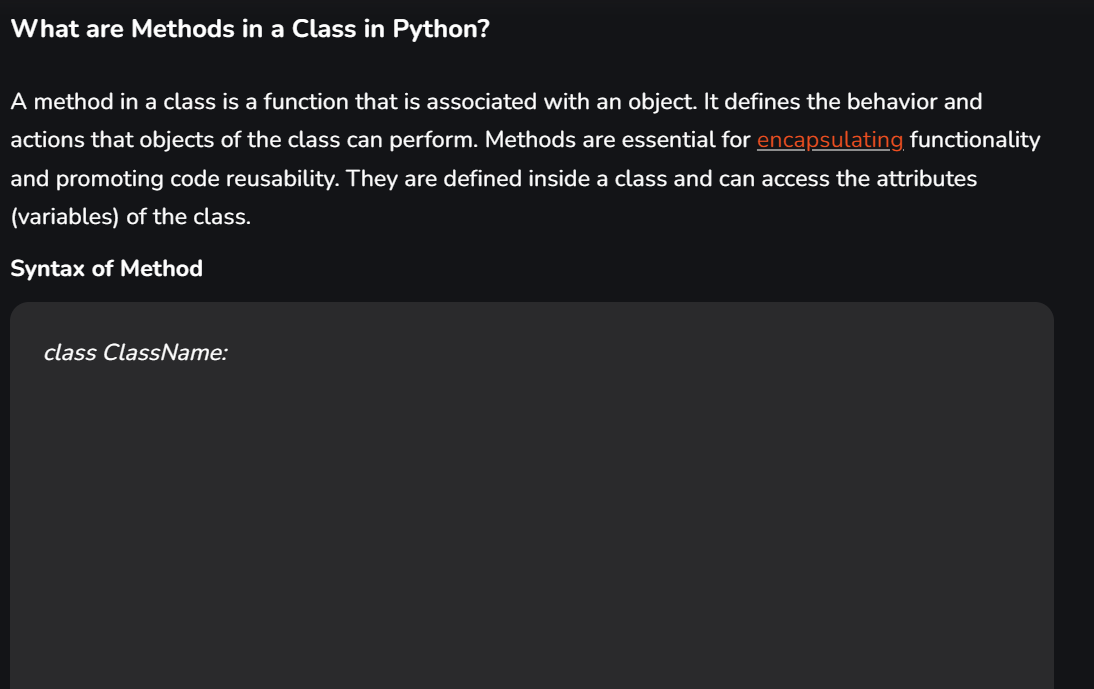 What are Methods in a Class in Python?
A method in a class is a function that is associated with an object. It defines the behavior and
actions that objects of the class can perform. Methods are essential for encapsulating functionality
and promoting code reusability. They are defined inside a class and can access the attributes
(variables) of the class.
Syntax of Method
class ClassName: